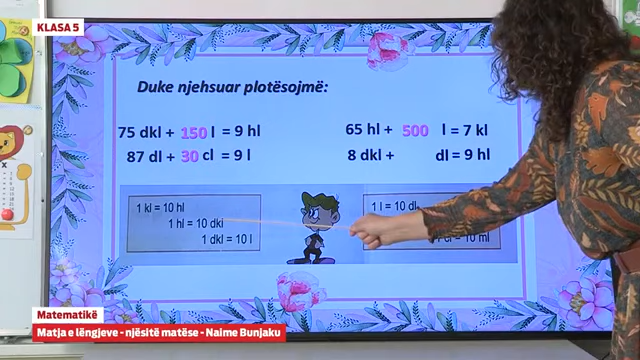 KLASA 5
Duke njehsuar plotësojmë:
75 dkl + 150 l = 9 hl
65 hl + 500 l = 7 kl
87 dl + 30 cl = 9 l
8 dkl + dl = 9 hl
1 kl = 10 hl
1 hl = 10 dkl
1 dkl = 10 l
1 l = 10 dl
= 10 ml
Matematikë
Matja e lëngjeve - njësitë matëse - Naime Bunjaku